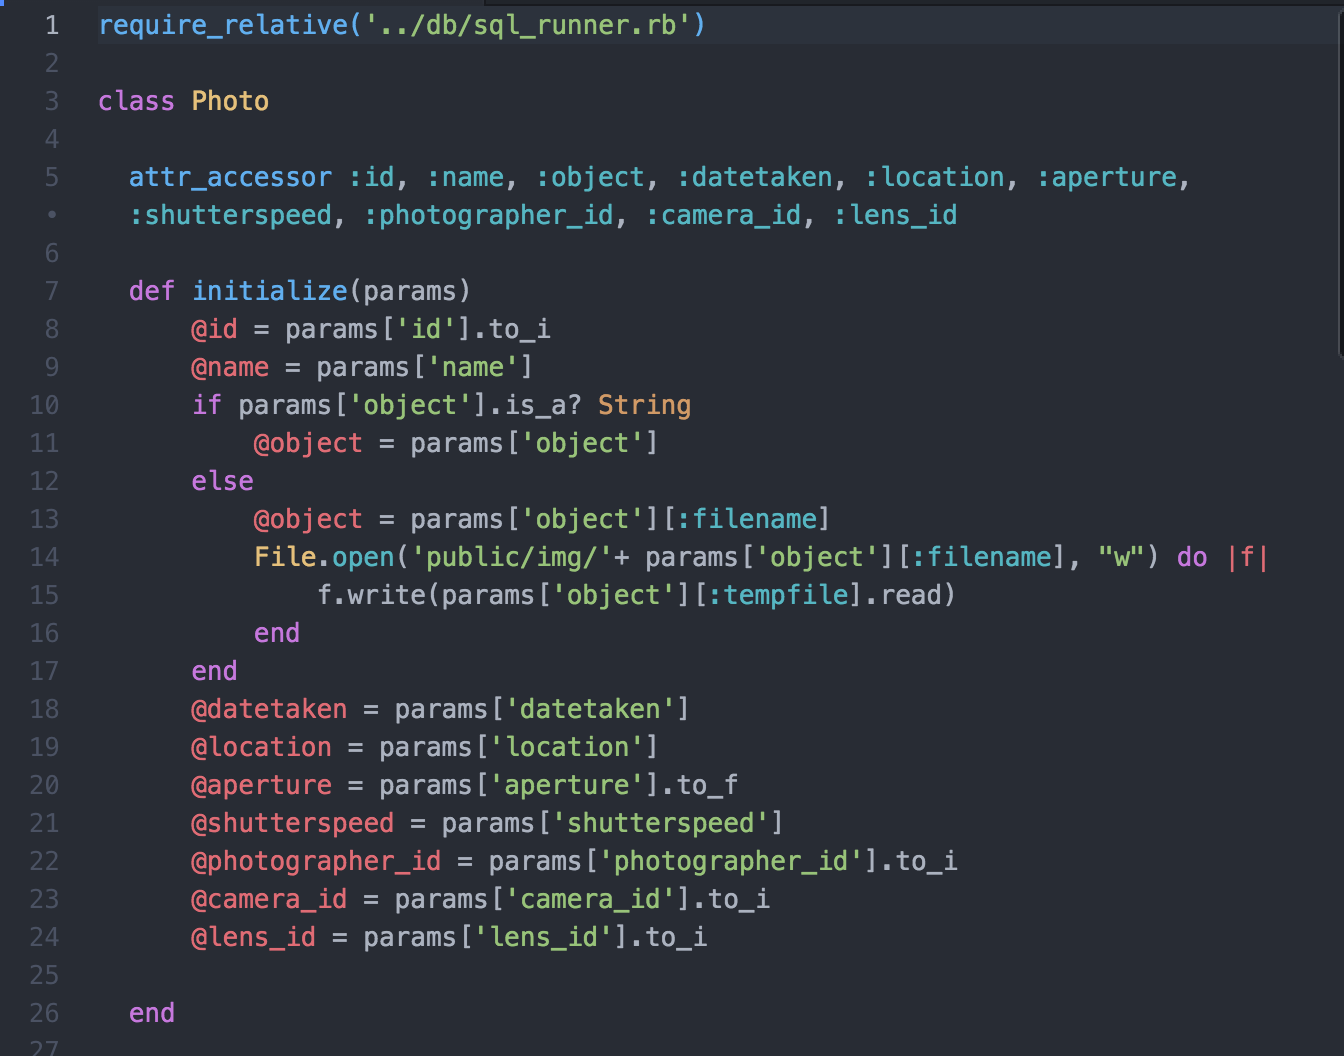 1 require_relative('../db/sql_runner.rb')
2
3 class Photo
4
5 attr_accessor :id, :name, :object, :datetaken, :location, :aperture,
• :shutterspeed, :photographer_id, :camera_id, :lens_id
6
7 def initialize(params)
8 @id = params['id'].to_i
9 @name = params['name']
10 if params['object'].is_a? String
11 @object = params['object']
12 else
13 @object = params['object'][:filename]
14 File.open('public/img/'+ params['object'][:filename], "w") do |f|
15 f.write(params['object'][:tempfile].read)
16 end
17 end
18 @datetaken = params['datetaken']
19 @location = params['location']
20 @aperture = params['aperture'].to_f
21 @shutterspeed = params['shutterspeed']
22 @photographer_id = params['photographer_id'].to_i
23 @camera_id = params['camera_id'].to_i
24 @lens_id = params['lens_id'].to_i
25
26 end
27